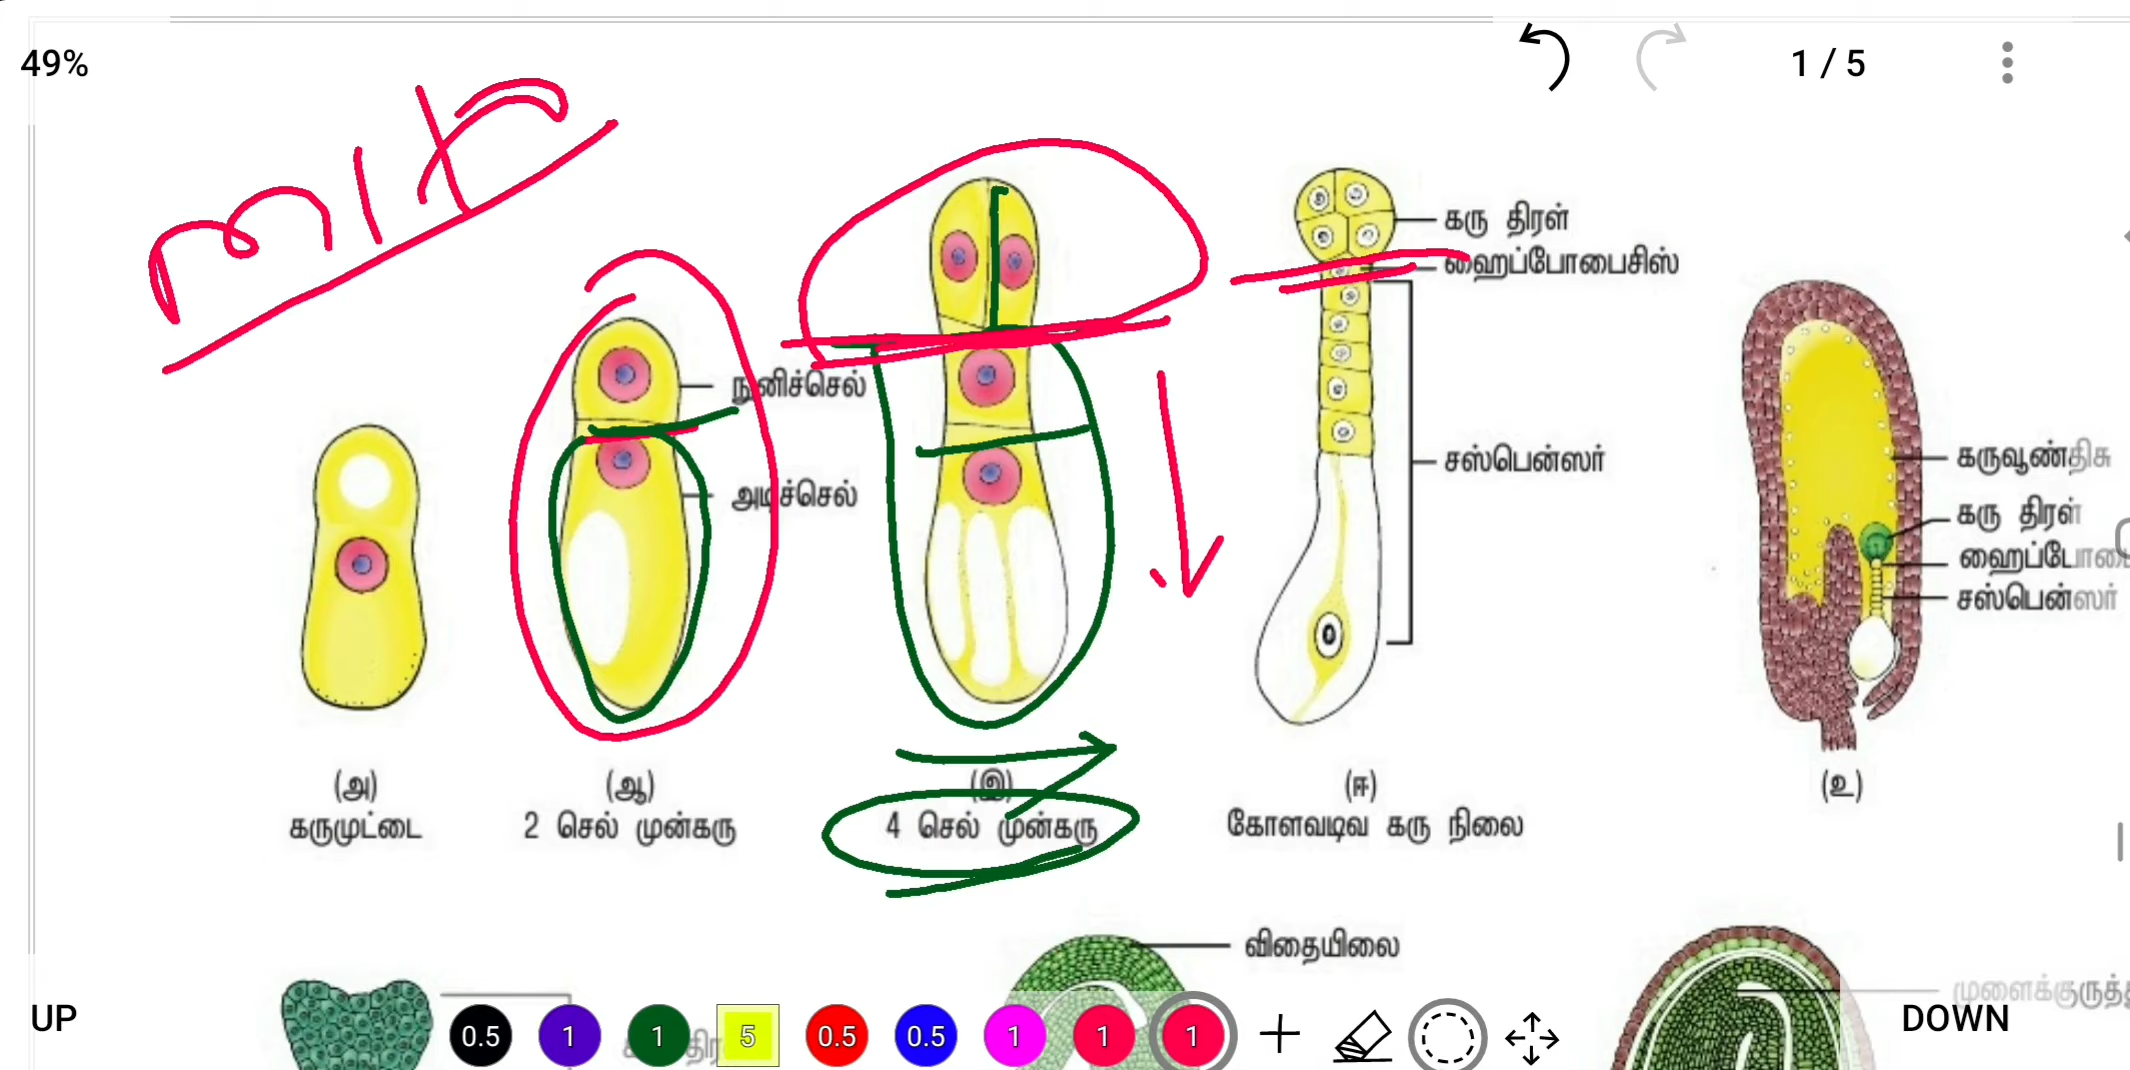 49%
1 / 5
கரு திரள்
ஹைப்போபைசிஸ்
நுனிச்செல்
அடிச்செல்
சஸ்பென்ஸர்
கருவூண்திசு
கரு திரள்
சஸ்பென்ஸர்
(அ)
(ஆ)
(இ)
(ஈ)
(உ)
கருமுட்டை
2 செல் முன்கரு
4 செல் முன்கரு
கோளவடிவ கரு நிலை
விதையிலை
UP
0.5
1
1
5
0.5
0.5
1
1
1
DOWN